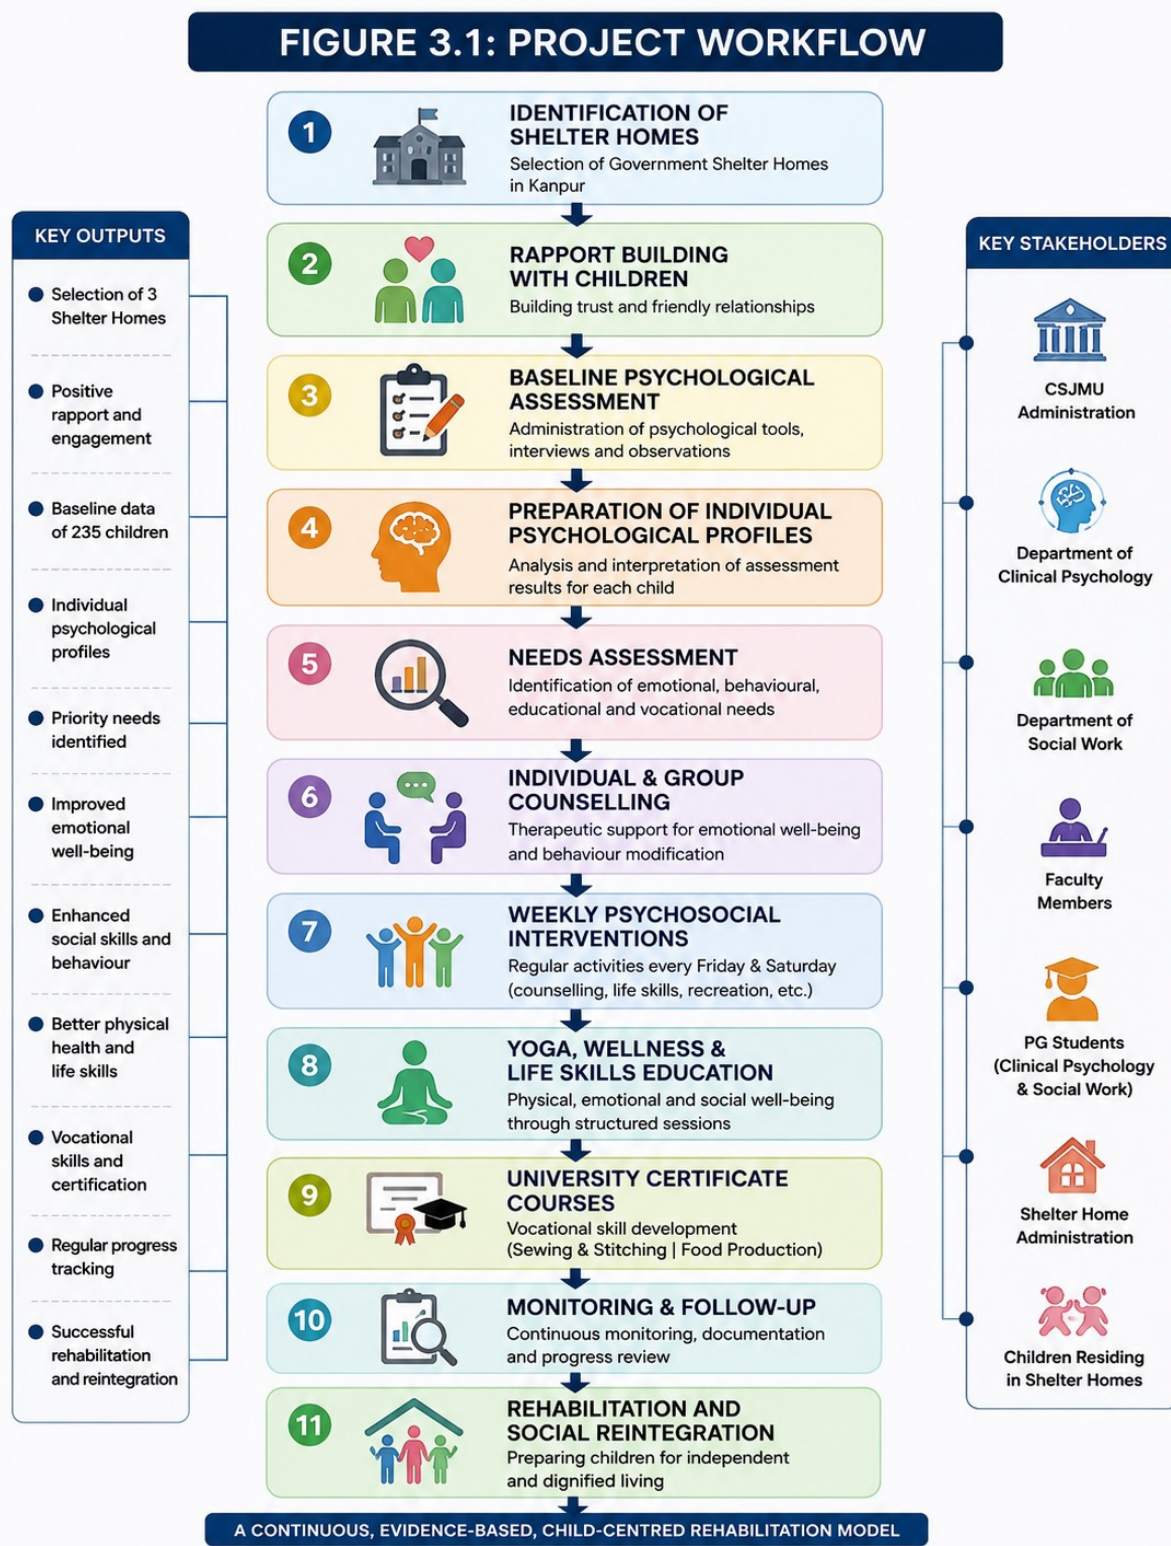 FIGURE 3.1: PROJECT WORKFLOW
KEY OUTPUTS
Selection of 3
Shelter Homes
Positive
rapport and
engagement
Baseline data
of 235 children
Individual
psychological
profiles
Priority needs
identified
Improved
emotional
well-being
Enhanced
social skills and
behaviour
Better physical
health and
life skills
Vocational
skills and
certification
Regular progress
tracking
Successful
rehabilitation
and reintegration
1
IDENTIFICATION OF
SHELTER HOMES
Selection of Government Shelter Homes
in Kanpur
2
RAPPORT BUILDING
WITH CHILDREN
Building trust and friendly relationships
3
BASELINE PSYCHOLOGICAL
ASSESSMENT
Administration of psychological tools,
interviews and observations
4
PREPARATION OF INDIVIDUAL
PSYCHOLOGICAL PROFILES
Analysis and interpretation of assessment
results for each child
5
NEEDS ASSESSMENT
Identification of emotional, behavioural,
educational and vocational needs
6
INDIVIDUAL & GROUP
COUNSELLING
Therapeutic support for emotional well-being
and behaviour modification
7
WEEKLY PSYCHOSOCIAL
INTERVENTIONS
Regular activities every Friday & Saturday
(counselling, life skills, recreation, etc.)
8
YOGA, WELLNESS &
LIFE SKILLS EDUCATION
Physical, emotional and social well-being
through structured sessions
9
UNIVERSITY CERTIFICATE
COURSES
Vocational skill development
(Sewing & Stitching | Food Production)
10
MONITORING & FOLLOW-UP
Continuous monitoring, documentation
and progress review
11
REHABILITATION AND
SOCIAL REINTEGRATION
Preparing children for independent
and dignified living
KEY STAKEHOLDERS
CSJMU
Administration
Department of
Clinical Psychology
Department of
Social Work
Faculty
Members
PG Students
(Clinical Psychology
& Social Work)
Shelter Home
Administration
Children Residing
in Shelter Homes
A CONTINUOUS, EVIDENCE-BASED, CHILD-CENTRED REHABILITATION MODEL